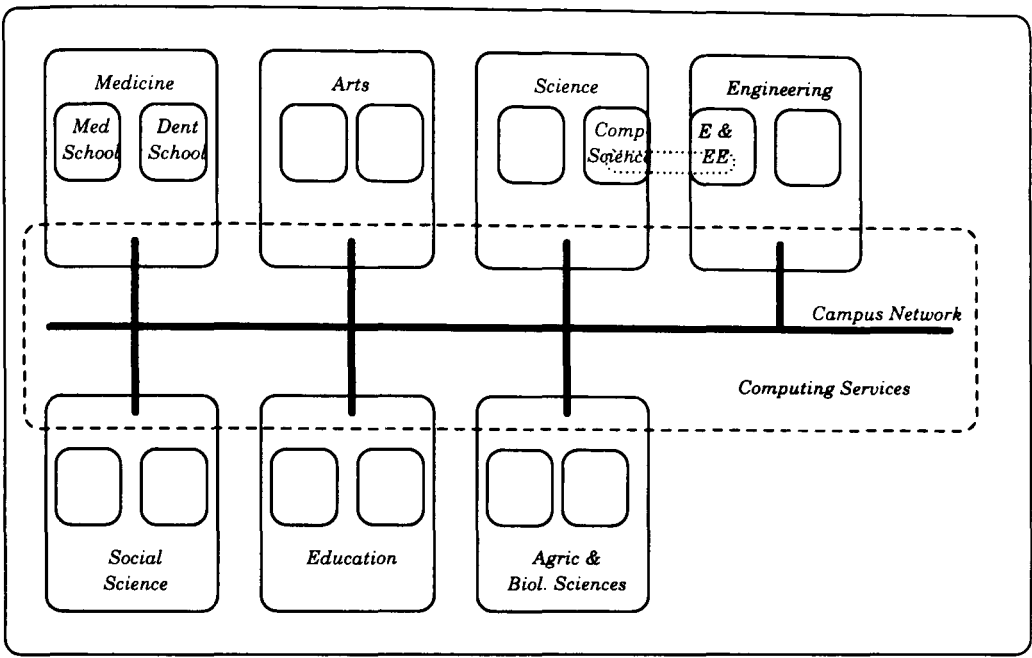 Medicine
Arts
Science
Engineering
Med
School
Dent
School
Comp
Science
E &
EE
Campus Network
Computing Services
Social
Science
Education
Agric &
Biol. Sciences